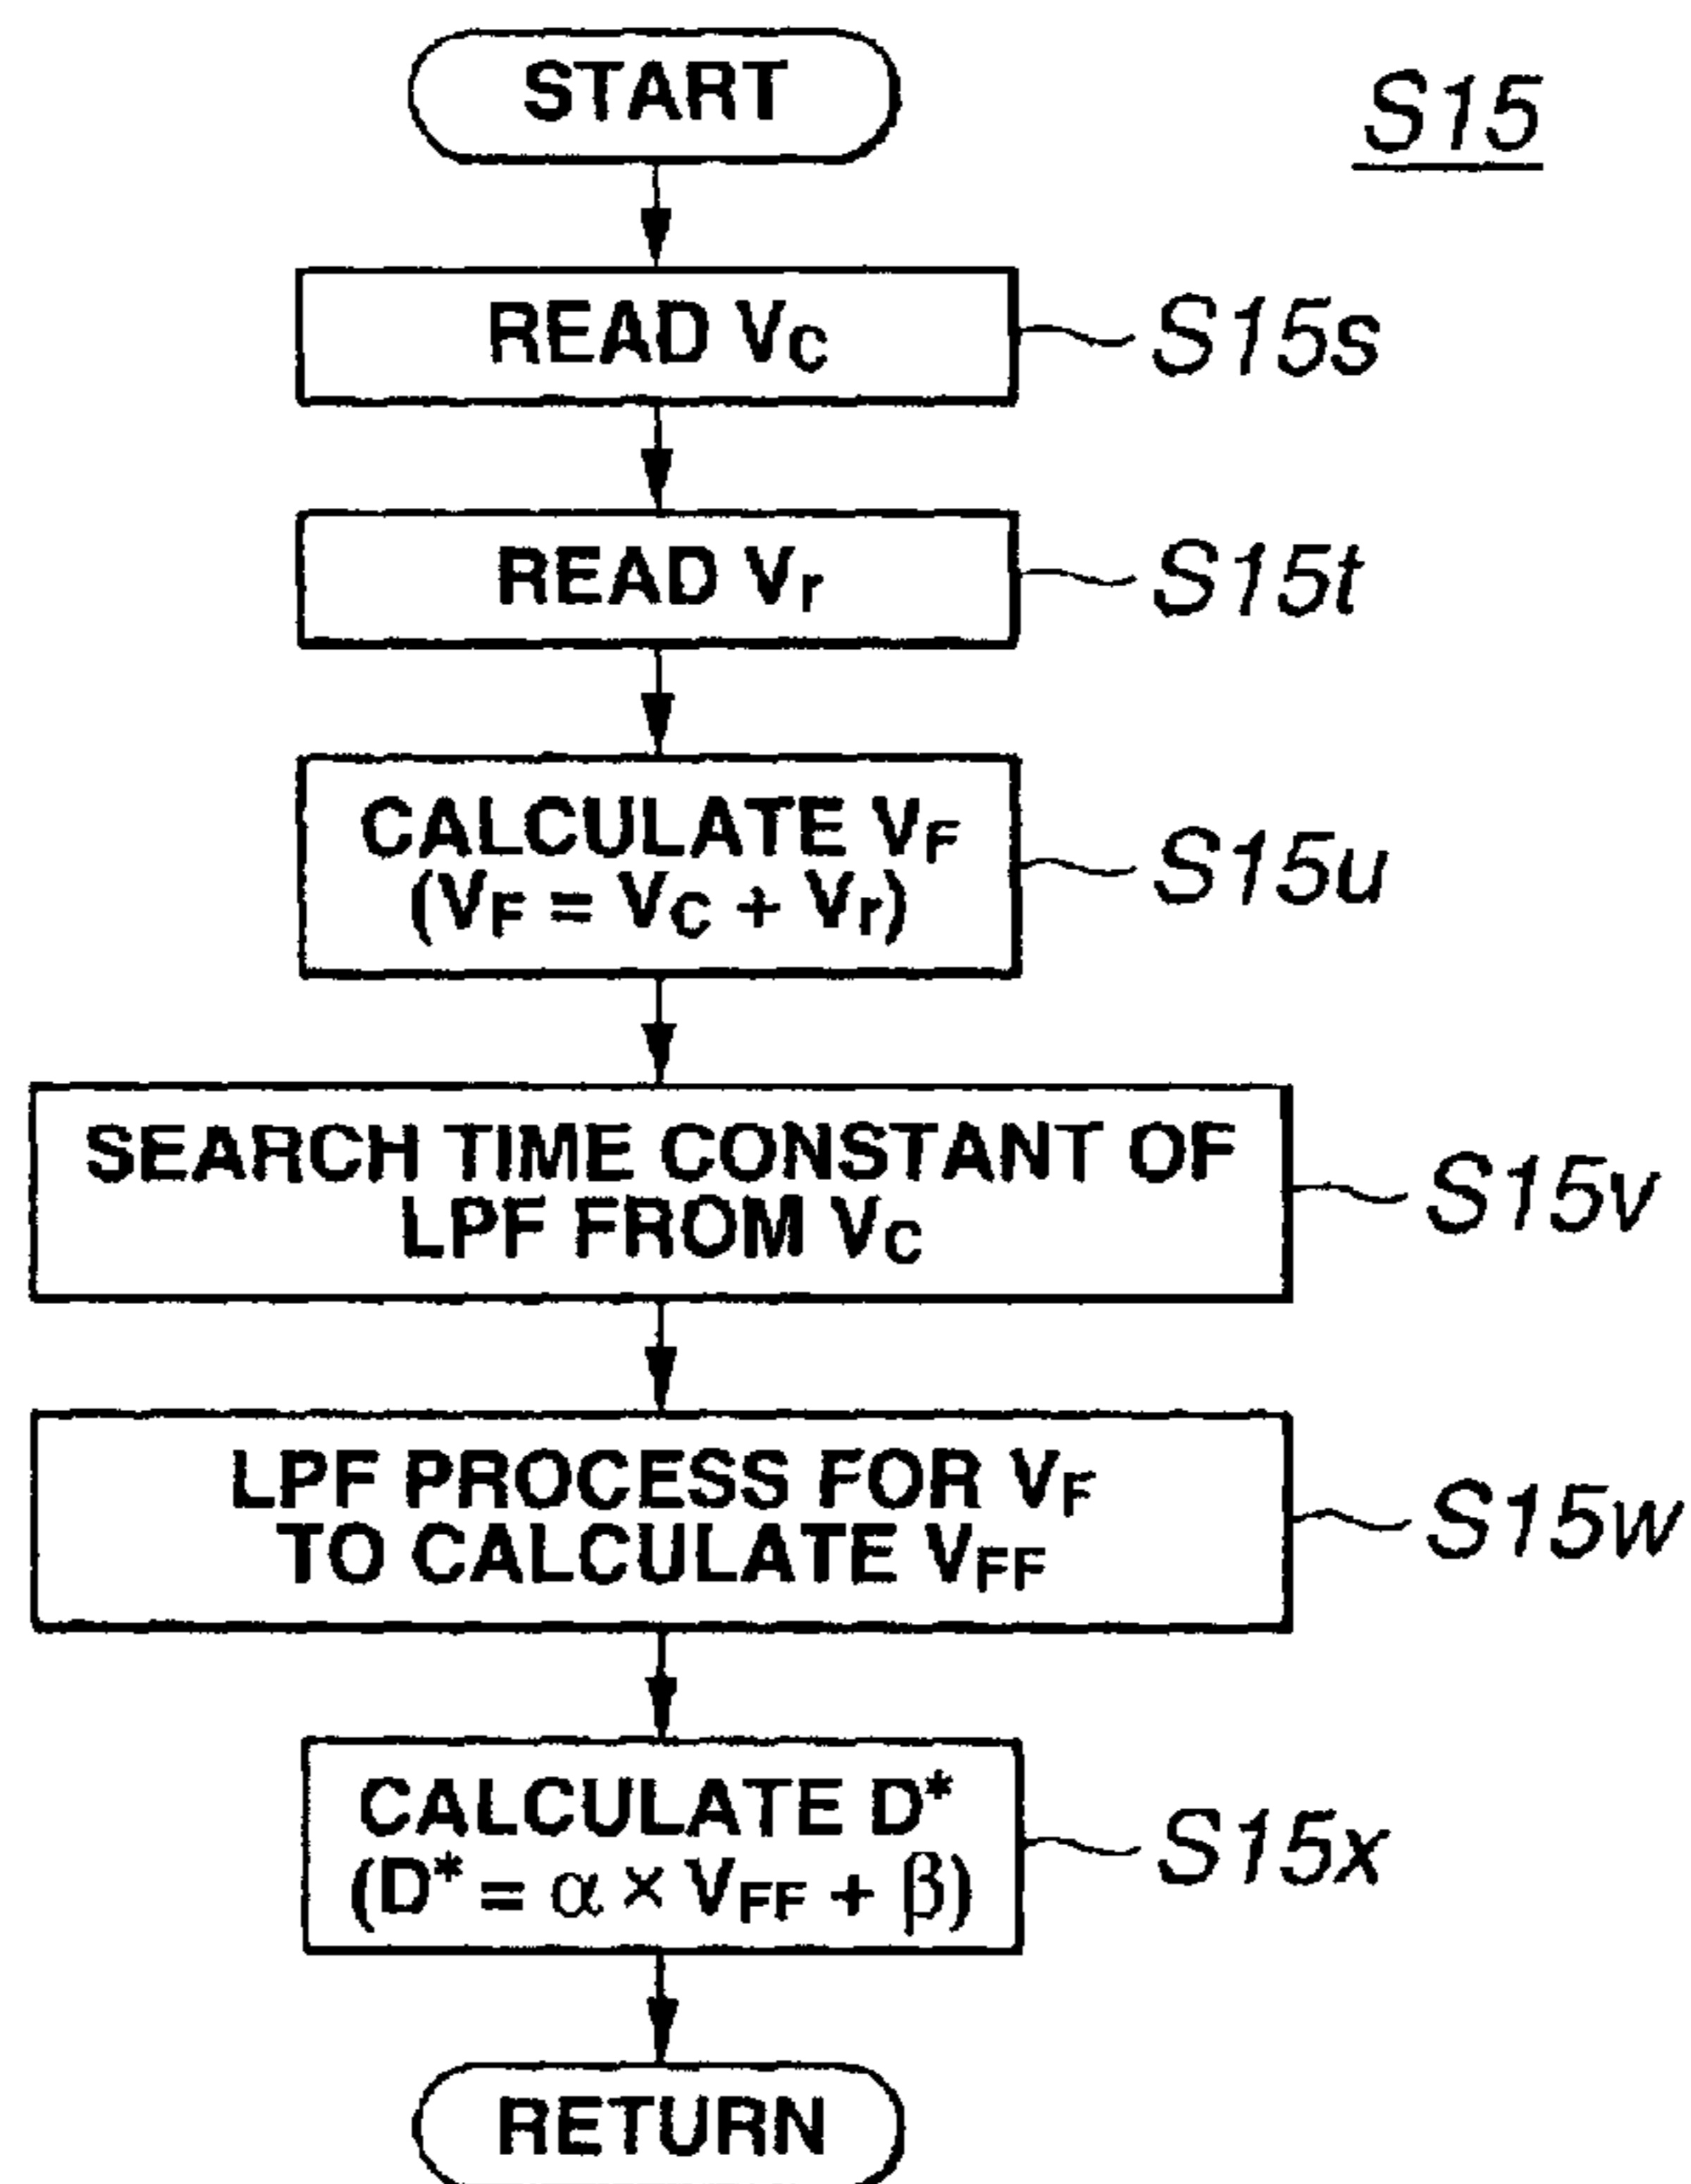 START
S15
READ VC
S15s
READ Vr
S15t
CALCULATE VF
(VF = VC + Vr)
S15u
SEARCH TIME CONSTANT OF
LPF FROM VC
S15v
LPF PROCESS FOR VF
TO CALCULATE VFF
S15w
CALCULATE D*
(D* = α × VFF + β)
S15x
RETURN